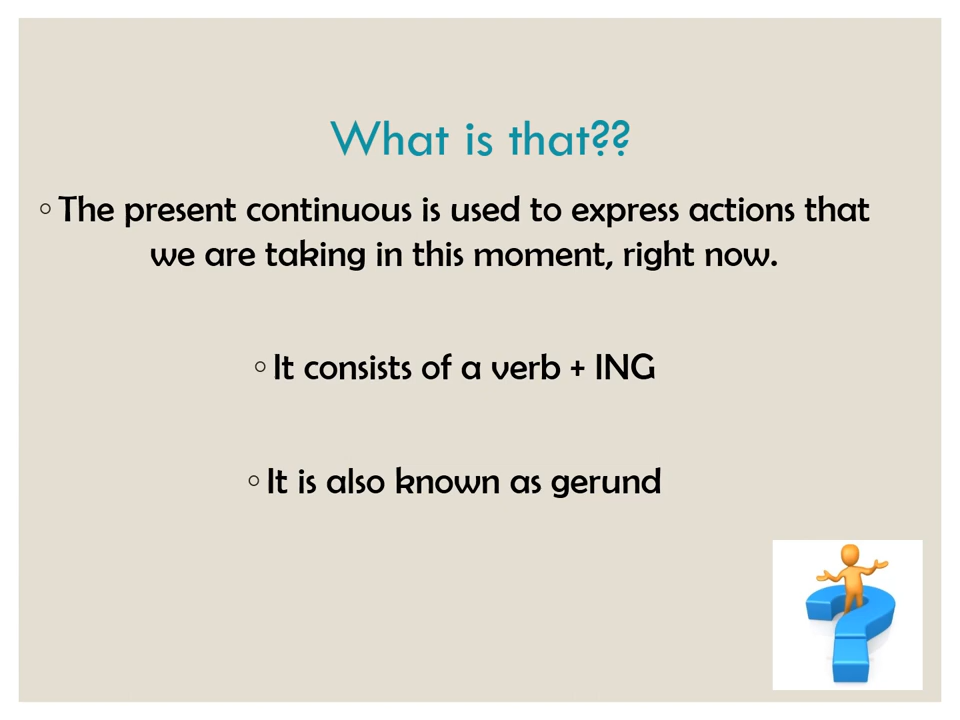 What is that??
◦ The present continuous is used to express actions that
we are taking in this moment, right now.
◦ It consists of a verb + ING
◦ It is also known as gerund